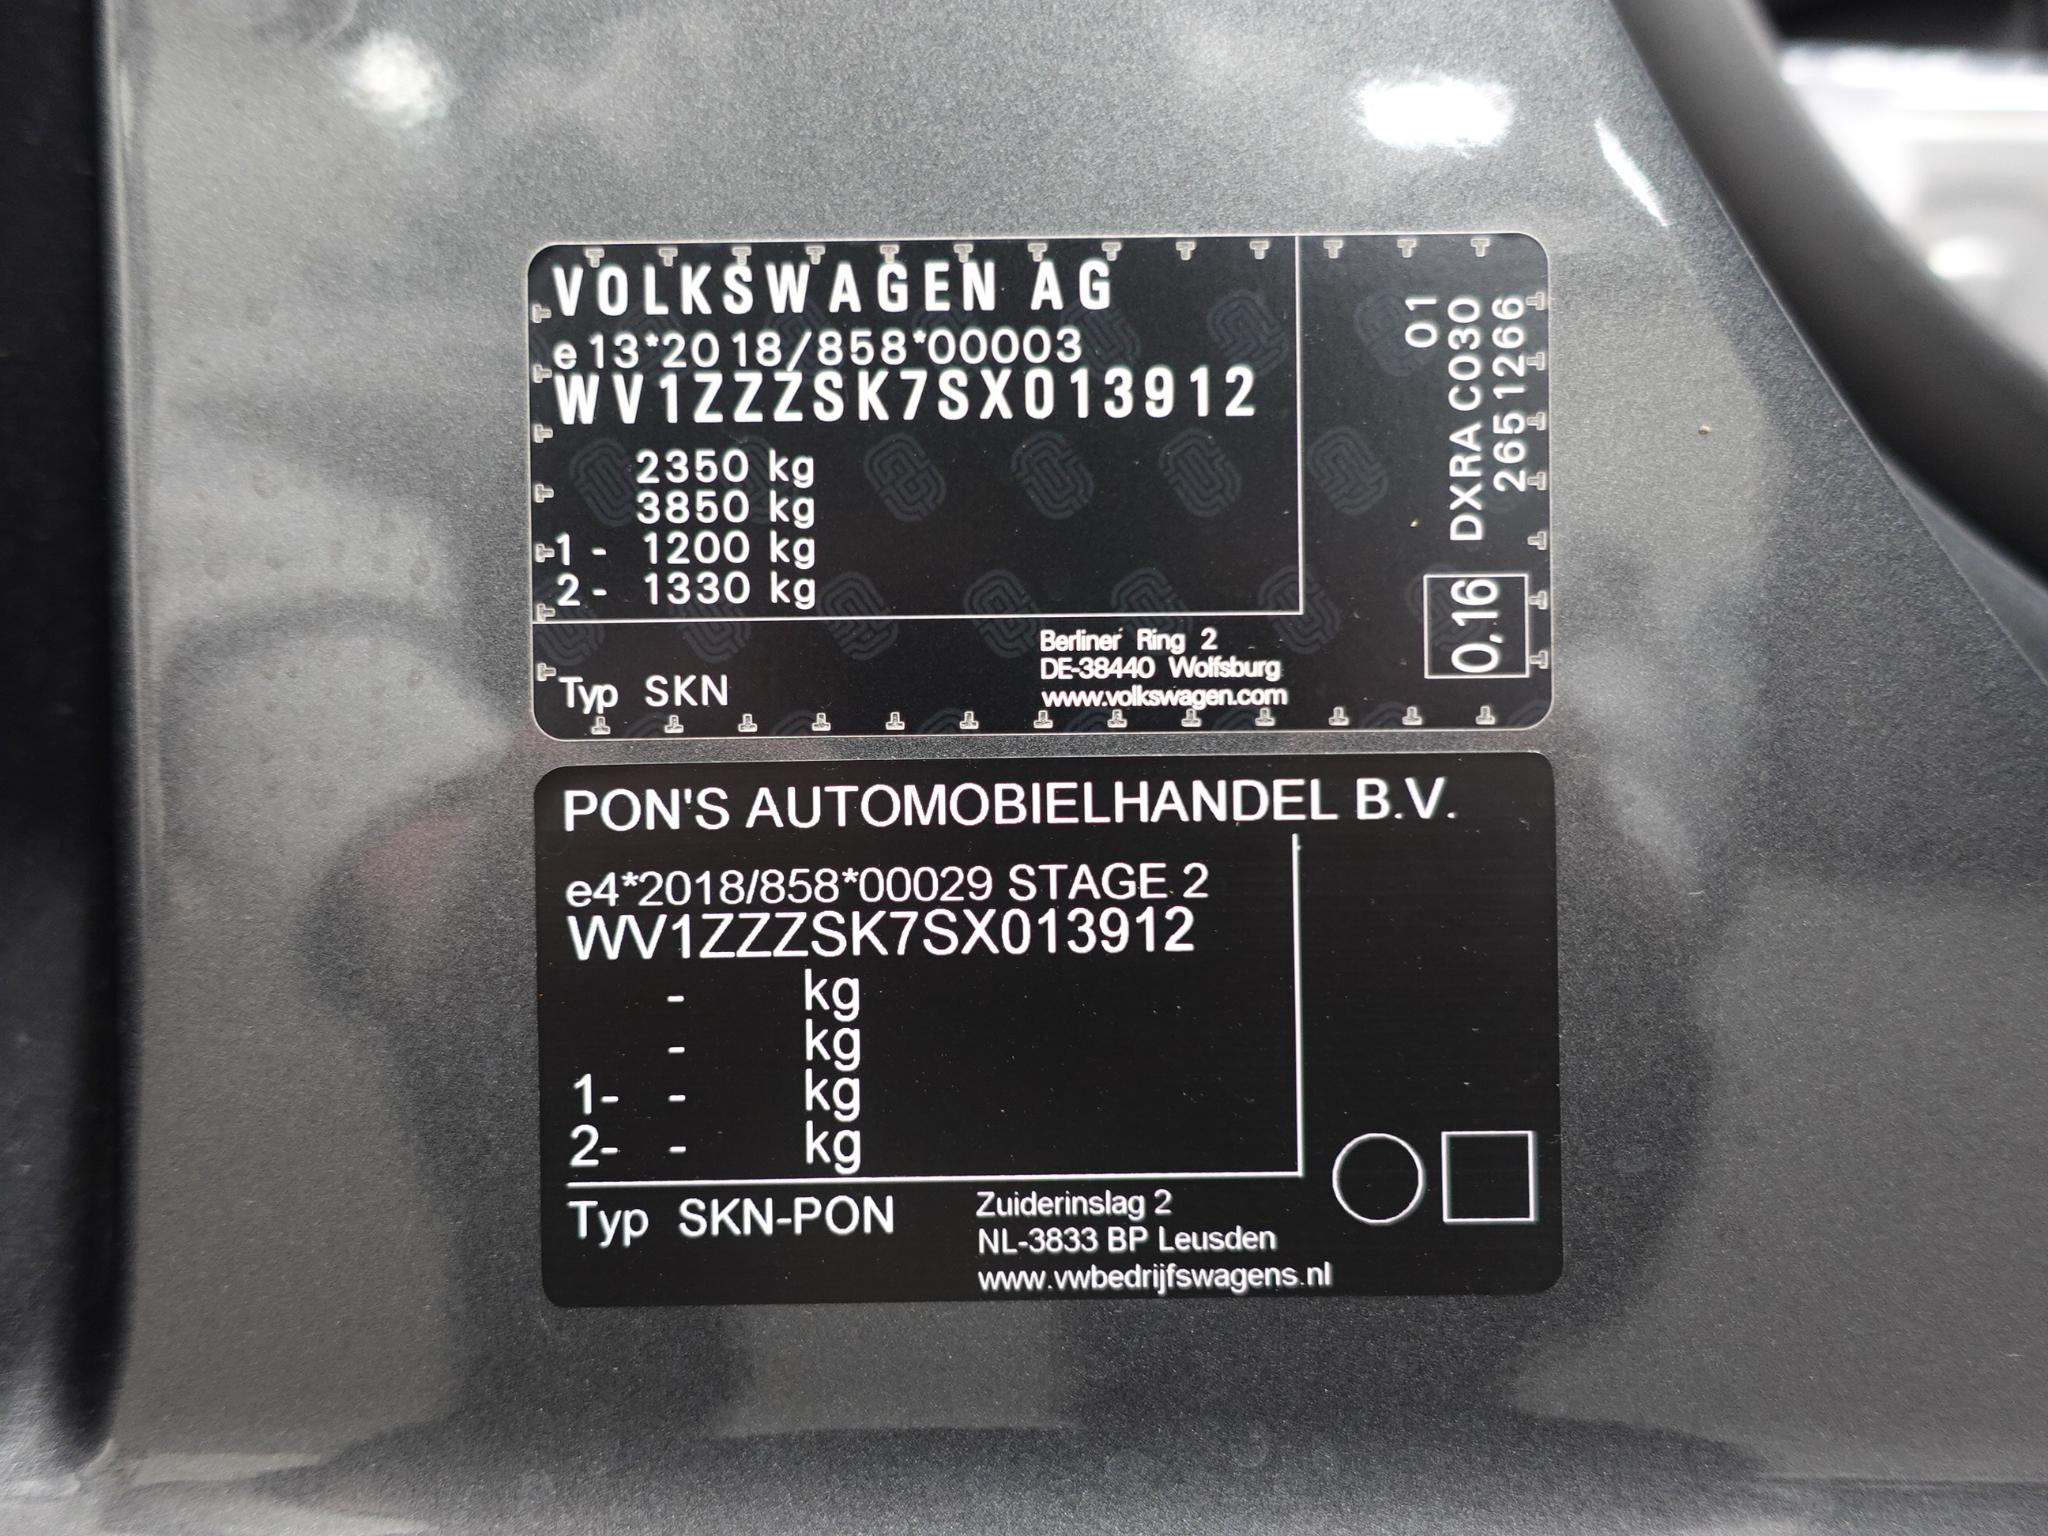 VOLKSWAGEN AG
e13*2018/858*00003
WV1ZZZSK7SX013912
2350 kg
3850 kg
1 - 1200 kg
2 - 1330 kg
Typ SKN
Berliner Ring 2
DE-38440 Wolfsburg
www.volkswagen.com
01
DXRA C030
2651266
0,16
PON'S AUTOMOBIELHANDEL B.V.
e4*2018/858*00029 STAGE 2
WV1ZZZSK7SX013912
- kg
- kg
1- - kg
2- - kg
Typ SKN-PON
Zuiderinslag 2
NL-3833 BP Leusden
www.vwbedrijfswagens.nl